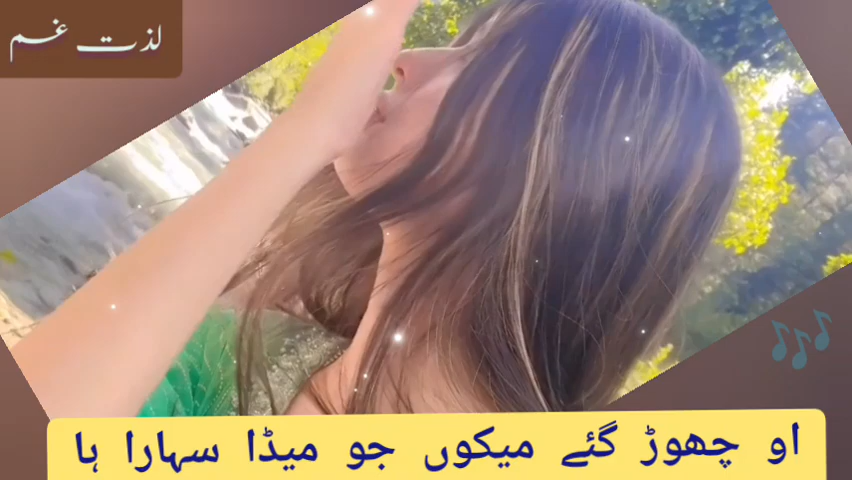 لذت غم
او چھوڑ گئے میکوں جو میڈا سہارا ہا